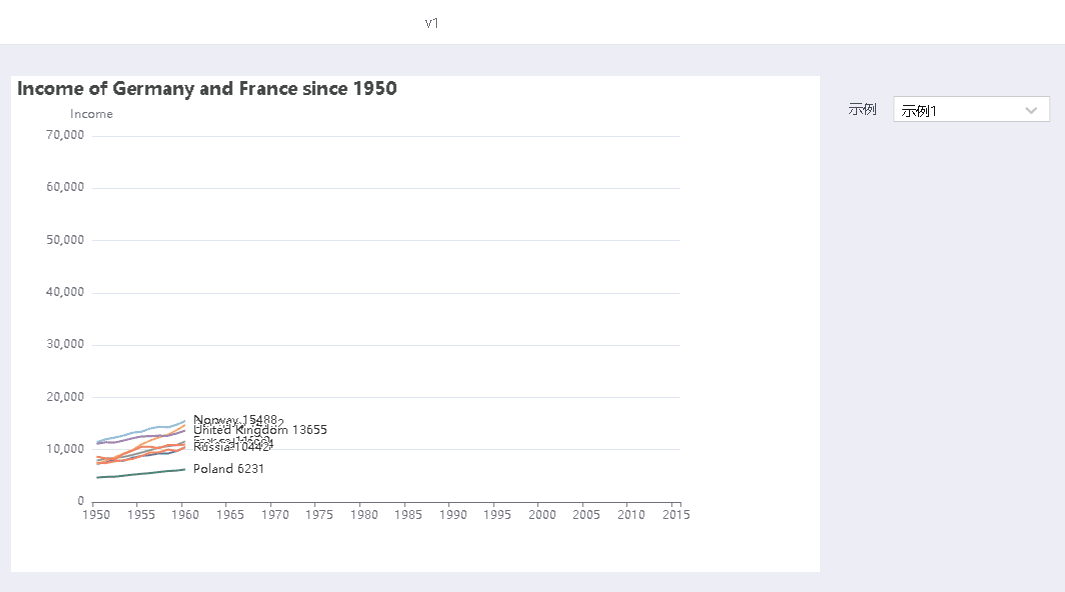 v1
Income of Germany and France since 1950
示例
示例1
Income
70,000
60,000
50,000
40,000
30,000
20,000
10,000
0
Norway 15488
United Kingdom 13655
Russia 10442
Poland 6231
1950 1955 1960 1965 1970 1975 1980 1985 1990 1995 2000 2005 2010 2015